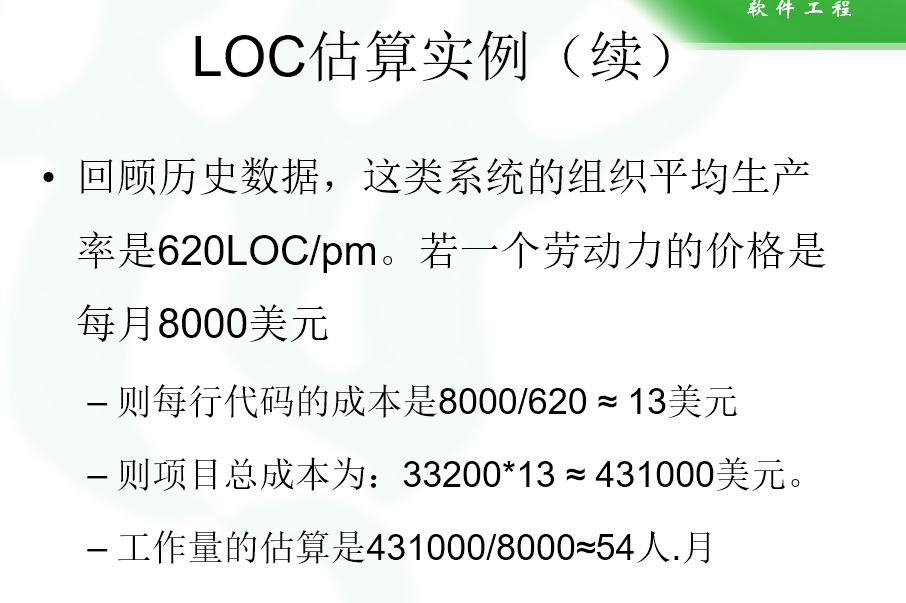 软件工程
LOC估算实例（续）
• 回顾历史数据，这类系统的组织平均生产
率是620LOC/pm。若一个劳动力的价格是
每月8000美元
– 则每行代码的成本是8000/620 ≈ 13美元
– 则项目总成本为：33200*13 ≈ 431000美元。
– 工作量的估算是431000/8000≈54人.月